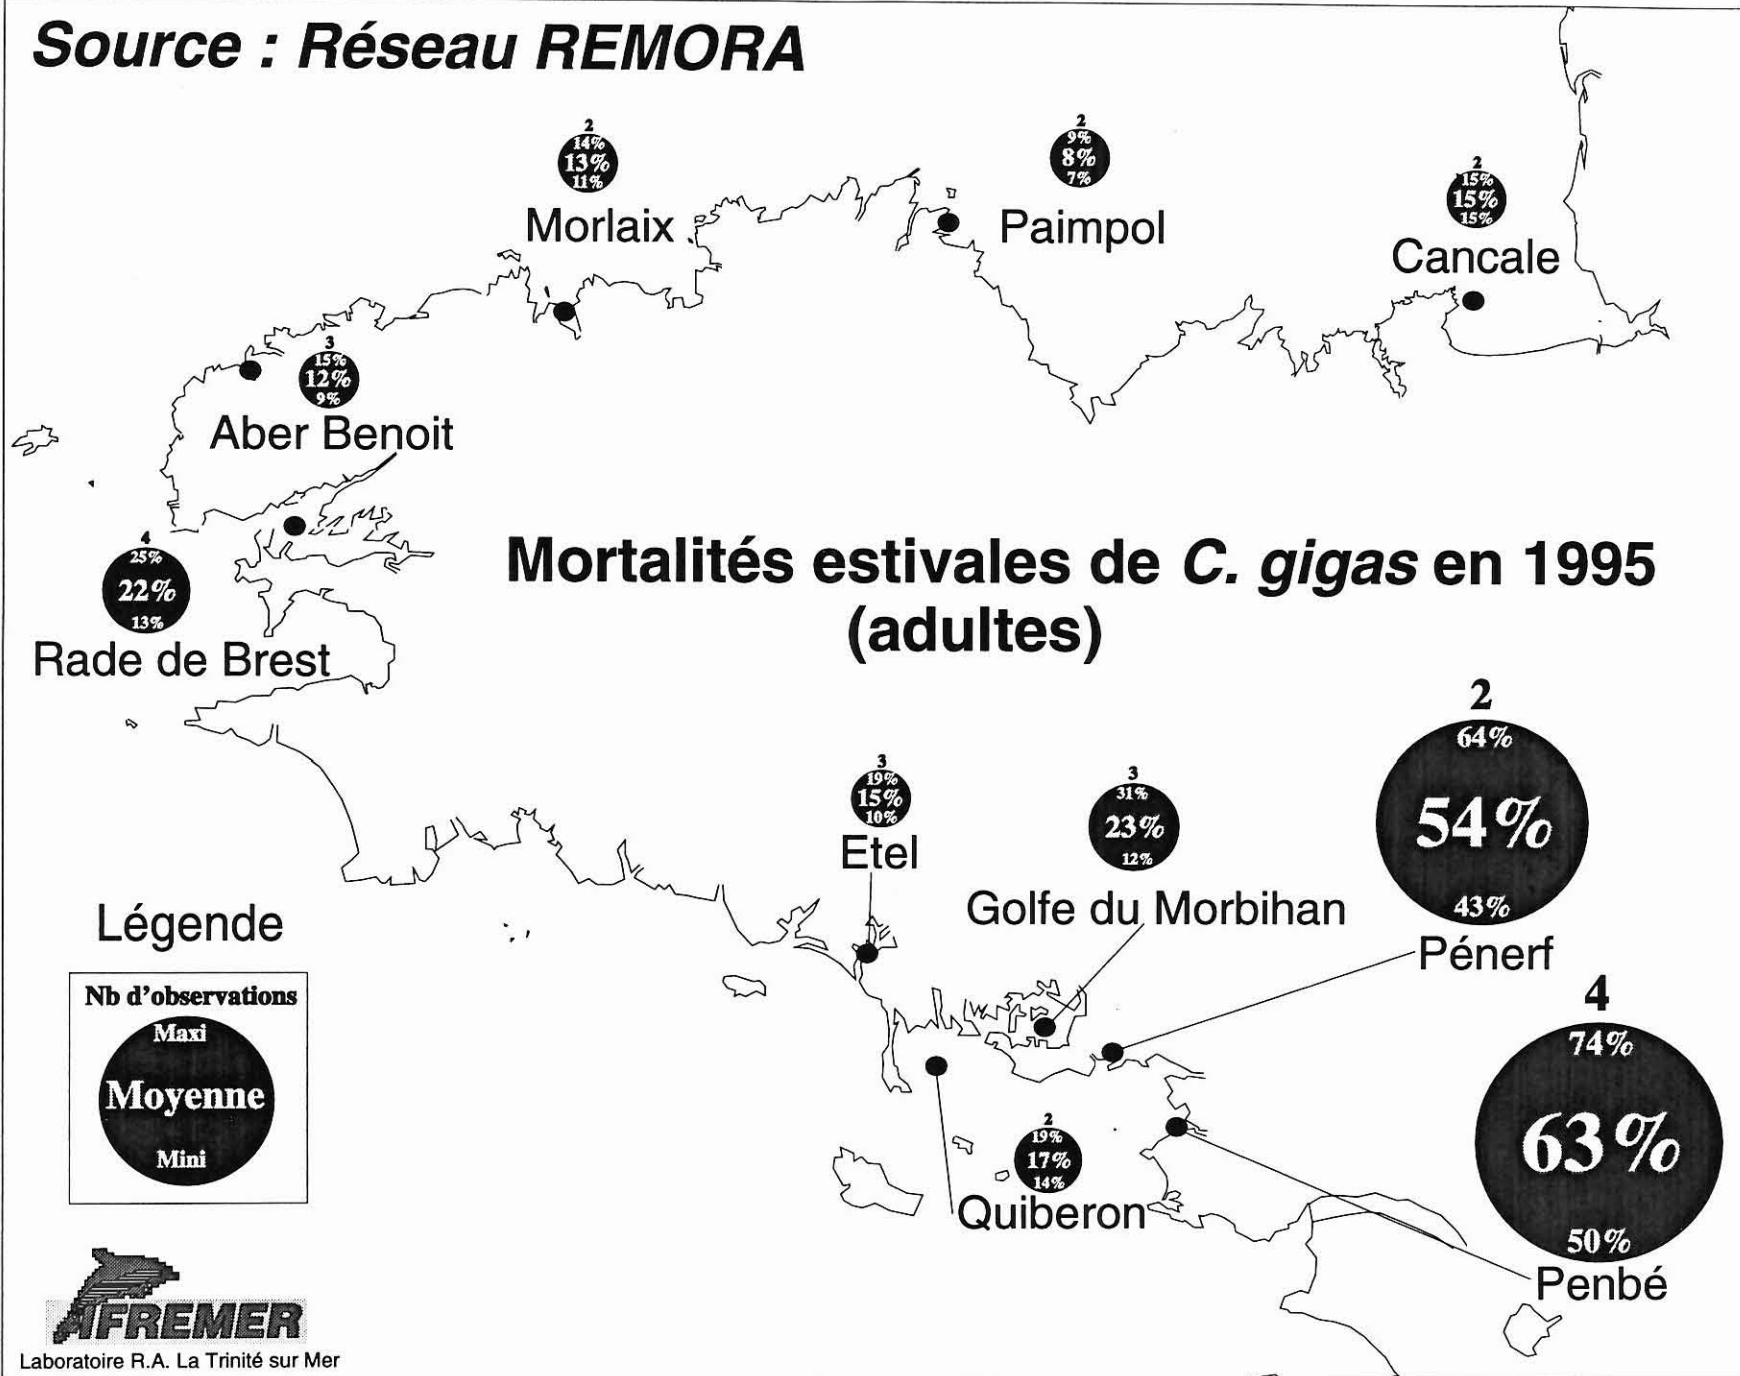 Source : Réseau REMORA
2
14%
13%
11%
Morlaix
2
9%
8%
7%
Paimpol
2
15%
15%
15%
Cancale
3
15%
12%
9%
Aber Benoit
4
25%
22%
13%
Rade de Brest
Mortalités estivales de C. gigas en 1995
(adultes)
3
19%
15%
10%
Etel
3
31%
23%
12%
Golfe du Morbihan
2
64%
54%
43%
Pénerf
4
74%
63%
50%
Penbé
2
19%
17%
14%
Quiberon
Légende
Nb d'observations
Maxi
Moyenne
Mini
IFREMER
Laboratoire R.A. La Trinité sur Mer